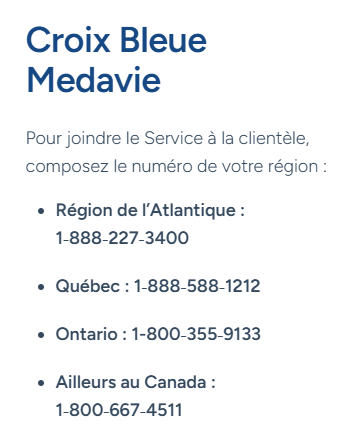 Croix Bleue
Medavie
Pour joindre le Service à la clientèle,
composez le numéro de votre région :
• Région de l’Atlantique :
1-888-227-3400
• Québec : 1-888-588-1212
• Ontario : 1-800-355-9133
• Ailleurs au Canada :
1-800-667-4511